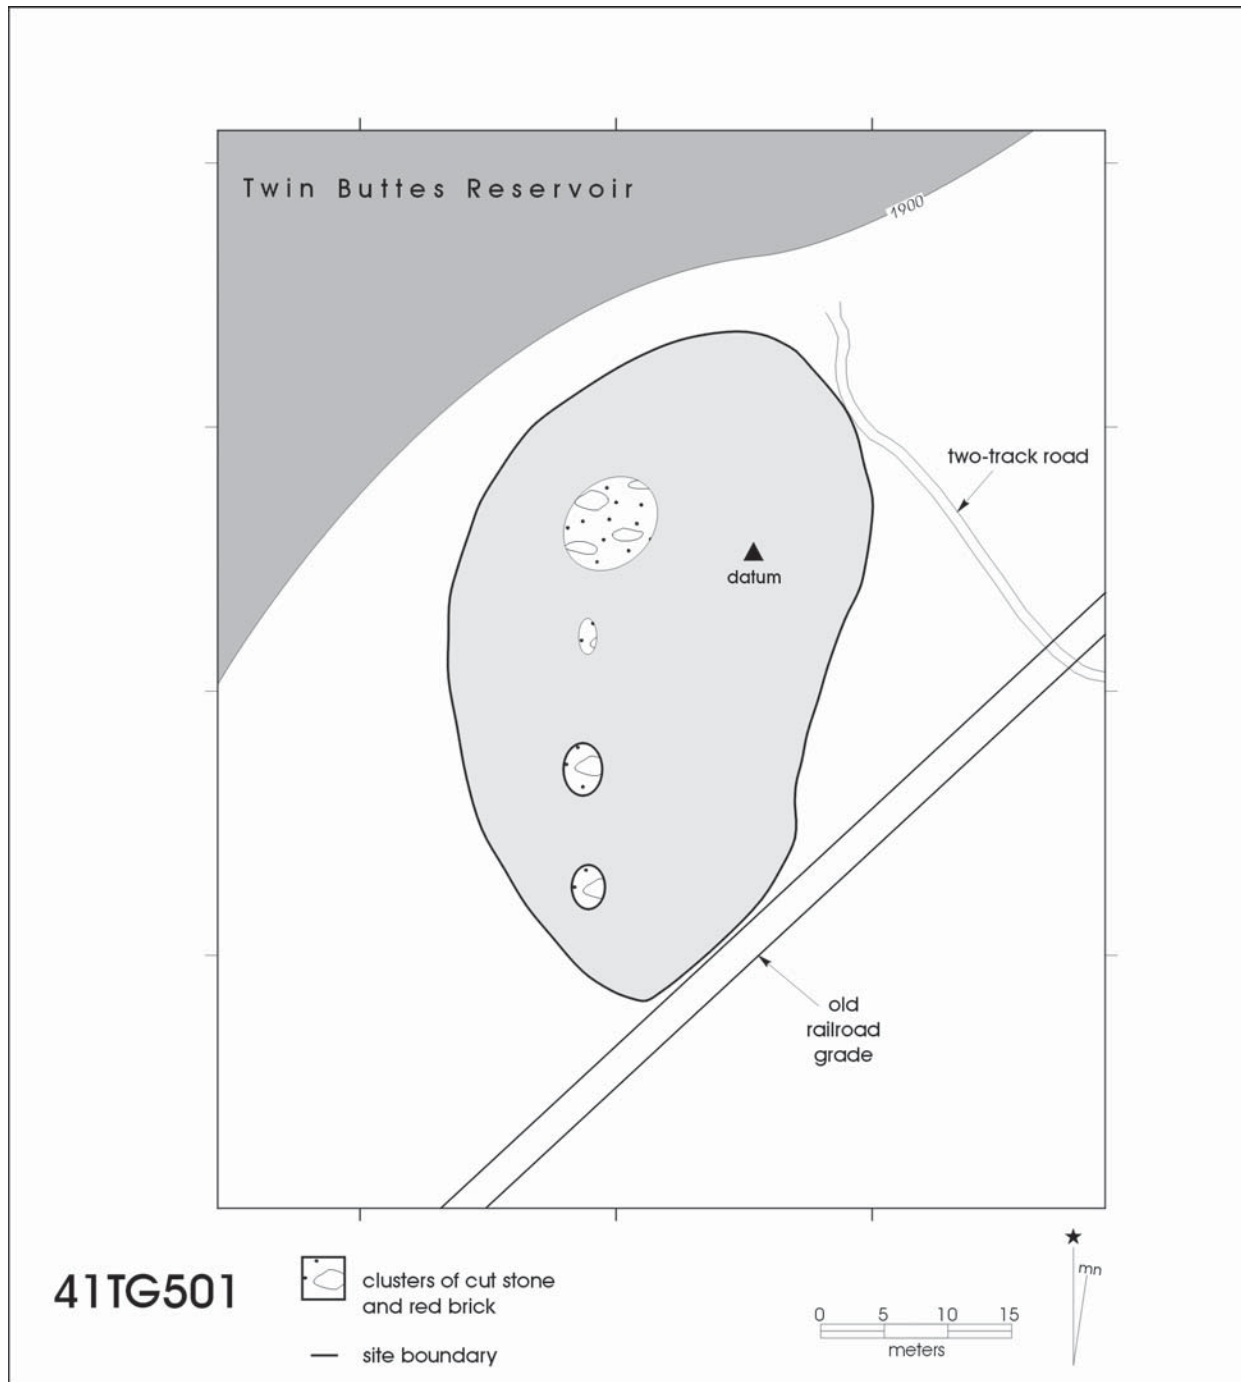 Twin Buttes Reservoir
1900
two-track road
datum
old
railroad
grade
41TG501
clusters of cut stone
and red brick
site boundary
0 5 10 15
meters
mn